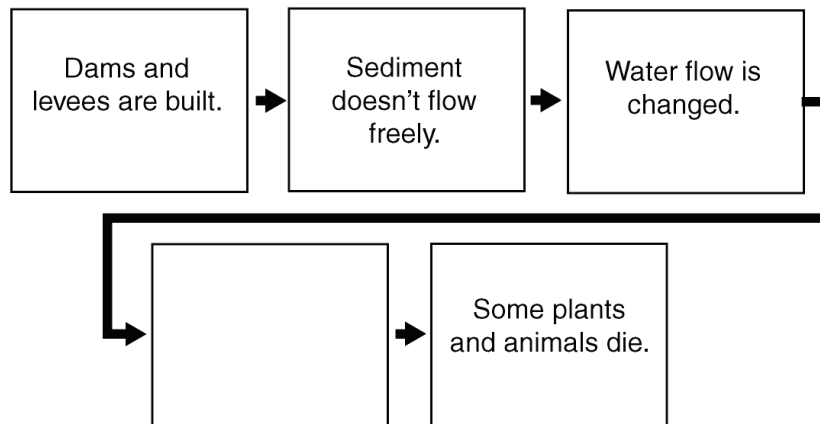 Dams and
levees are built.
Sediment
doesn't flow
freely.
Water flow is
changed.
Some plants
and animals die.